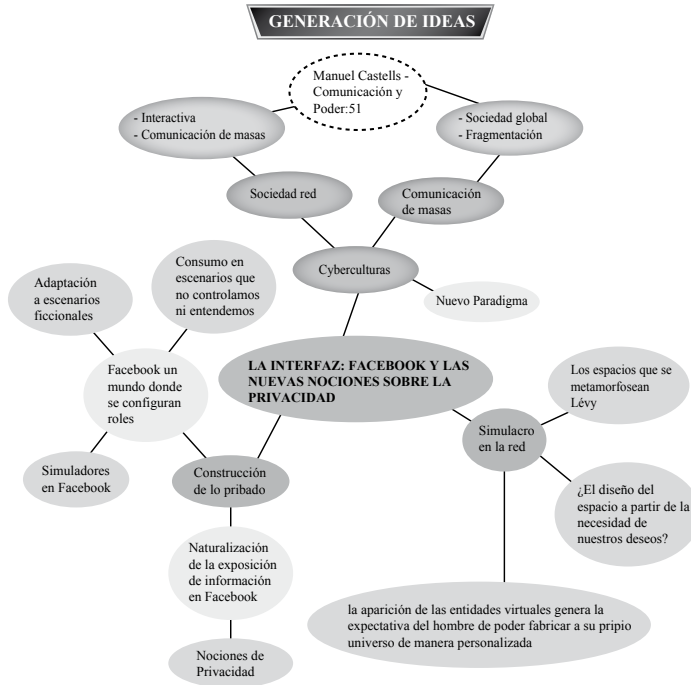 GENERACIÓN DE IDEAS
Manuel Castells -
Comunicación y
Poder:51
- Interactiva
- Comunicación de masas
- Sociedad global
- Fragmentación
Sociedad red
Comunicación
de masas
Cyberculturas
Nuevo Paradigma
Adaptación
a escenarios
ficcionales
Consumo en
escenarios que
no controlamos
ni entendemos
Facebook un
mundo donde
se configuran
roles
LA INTERFAZ: FACEBOOK Y LAS
NUEVAS NOCIONES SOBRE LA
PRIVACIDAD
Los espacios que se
metamorfosean
Lévy
Simulacro
en la red
Simuladores
en Facebook
Construcción
de lo pribado
¿El diseño del
espacio a partir de la
necesidad de
nuestros deseos?
Naturalización
de la exposición
de información
en Facebook
la aparición de las entidades virtuales genera la
expectativa del hombre de poder fabricar a su pripio
universo de manera personalizada
Nociones de
Privacidad